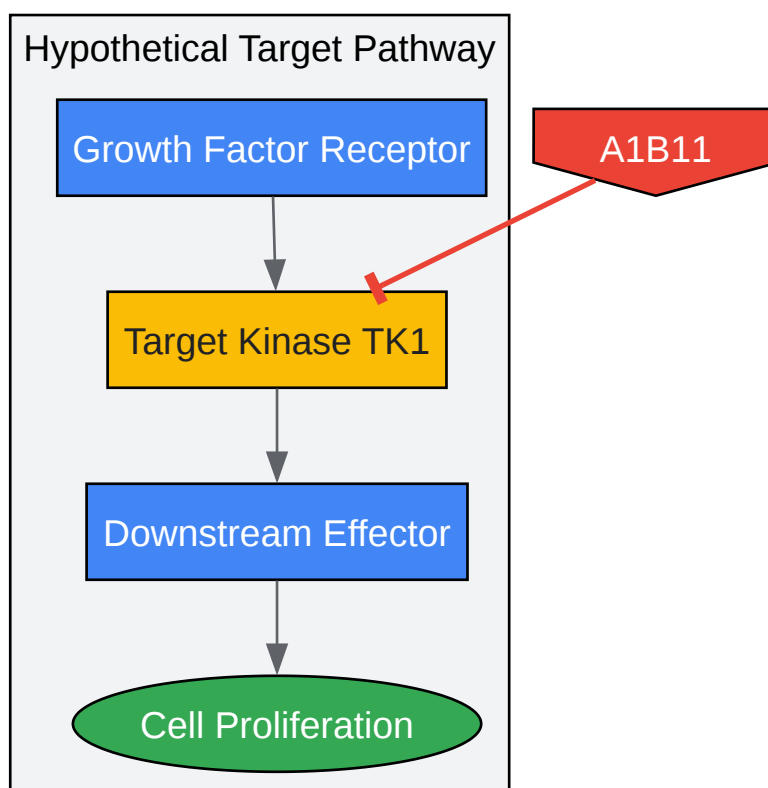 Hypothetical Target Pathway
Growth Factor Receptor
A1B11
Target Kinase TK1
Downstream Effector
Cell Proliferation